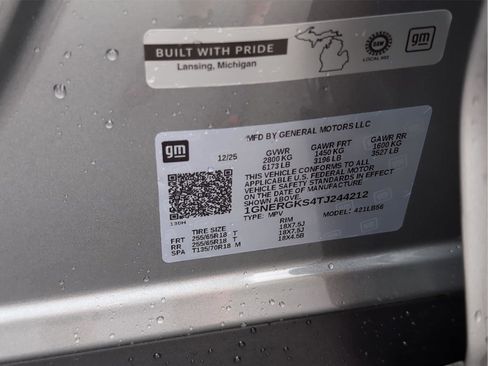 BUILT WITH PRIDE
Lansing, Michigan
LOCAL 602
gm
gm
MFD BY GENERAL MOTORS LLC
12/25
GVWR GAWR FRT GAWR RR
2800 KG 1450 KG 1600 KG
6173 LB 3196 LB 3527 LB
THIS VEHICLE CONFORMS TO ALL
APPLICABLE U.S. FEDERAL MOTOR
VEHICLE SAFETY STANDARDS IN
EFFECT ON THE DATE OF MANUFACTURE
SHOWN ABOVE.
1GNERGKS4TJ244212
TYPE: MPV MODEL: 421LB56
TIRE SIZE RIM
FRT 255/65R18 T 18X7.5J
RR 255/65R18 T 18X7.5J
SPA T135/70R18 M 18X4.5B